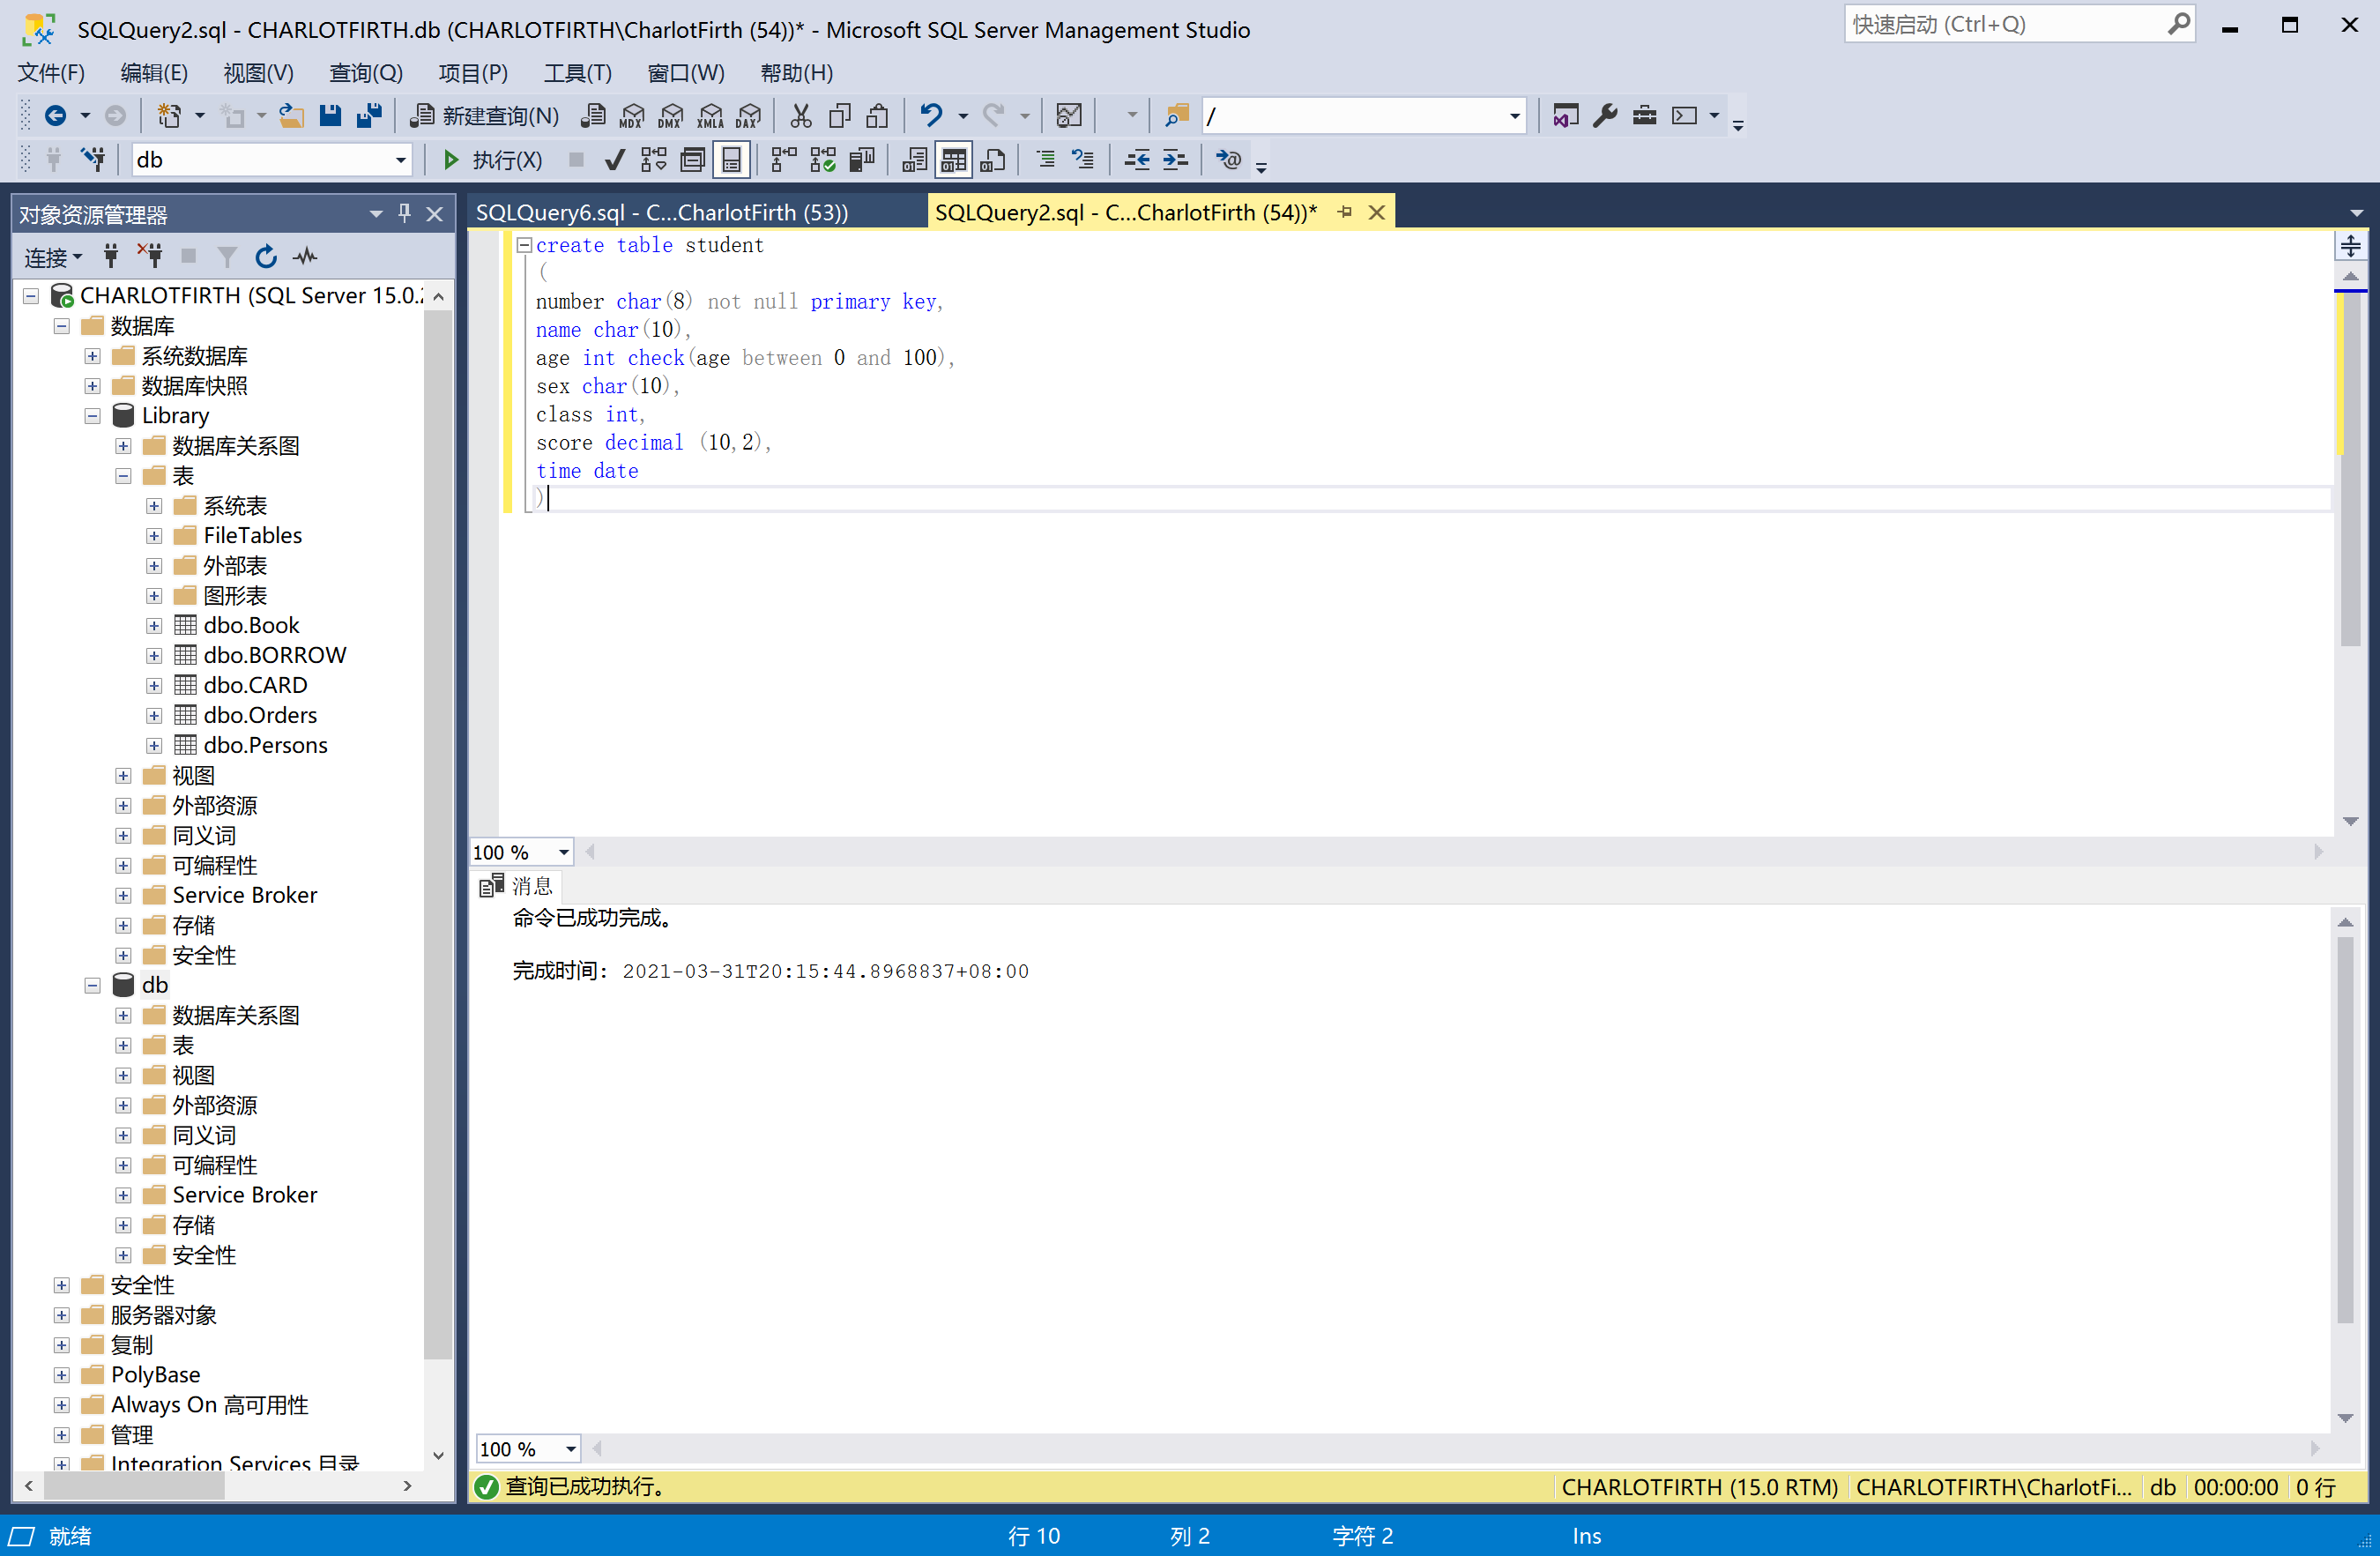 SQLQuery2.sql - CHARLOTFIRTH.db (CHARLOTFIRTH\CharlotFirth (54))* - Microsoft SQL Server Management Studio
快速启动 (Ctrl+Q)
文件(F) 编辑(E) 视图(V) 查询(Q) 项目(P) 工具(T) 窗口(W) 帮助(H)
新建查询(N) MDX DMX XMLA DAX /
db 执行(X)
对象资源管理器
连接
CHARLOTFIRTH (SQL Server 15.0.2
数据库
系统数据库
数据库快照
Library
数据库关系图
表
系统表
FileTables
外部表
图形表
dbo.Book
dbo.BORROW
dbo.CARD
dbo.Orders
dbo.Persons
视图
外部资源
同义词
可编程性
Service Broker
存储
安全性
db
数据库关系图
表
视图
外部资源
同义词
可编程性
Service Broker
存储
安全性
安全性
服务器对象
复制
PolyBase
Always On 高可用性
管理
Integration Services 目录
SQLQuery6.sql - C...CharlotFirth (53))
SQLQuery2.sql - C...CharlotFirth (54))*
create table student
(
number char(8) not null primary key,
name char(10),
age int check(age between 0 and 100),
sex char(10),
class int,
score decimal (10,2),
time date
)
100 %
消息
命令已成功完成。
完成时间: 2021-03-31T20:15:44.8968837+08:00
100 %
查询已成功执行。
CHARLOTFIRTH (15.0 RTM) CHARLOTFIRTH\CharlotFi... db 00:00:00 0 行
就绪 行 10 列 2 字符 2 Ins